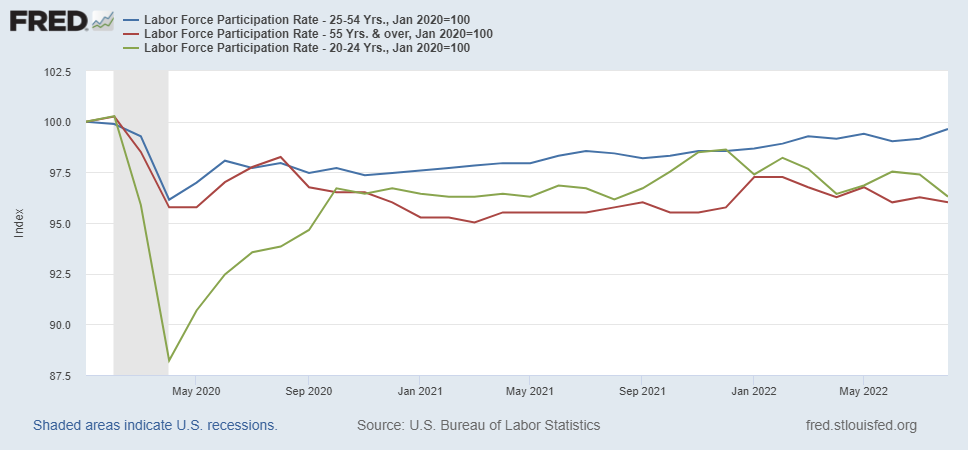 FRED
Labor Force Participation Rate - 25-54 Yrs., Jan 2020=100
Labor Force Participation Rate - 55 Yrs. & over, Jan 2020=100
Labor Force Participation Rate - 20-24 Yrs., Jan 2020=100
102.5
100.0
97.5
95.0
92.5
90.0
87.5
Index
May 2020 Sep 2020 Jan 2021 May 2021 Sep 2021 Jan 2022 May 2022
Shaded areas indicate U.S. recessions. Source: U.S. Bureau of Labor Statistics fred.stlouisfed.org